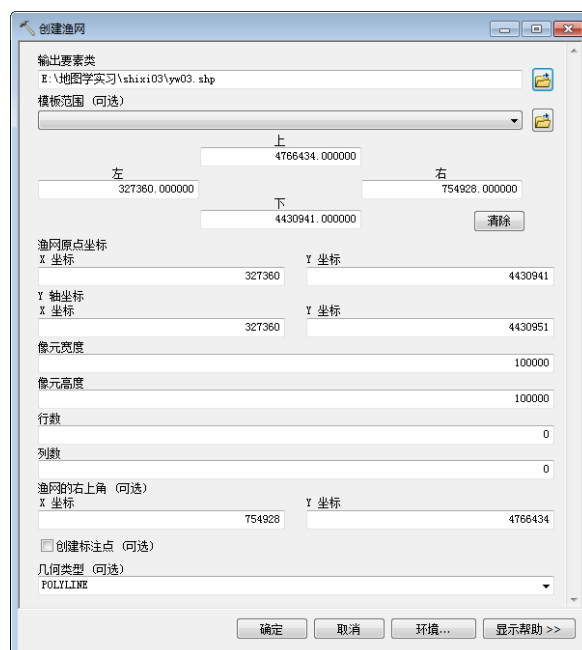 创建渔网
输出要素类
E:\地图学实习\shixi03\yw03.shp
模板范围 (可选)
上
4766434.000000
左
右
327360.000000
754928.000000
下
4430941.000000
清除
渔网原点坐标
X 坐标
Y 坐标
327360
4430941
Y 轴坐标
X 坐标
Y 坐标
327360
4430951
像元宽度
100000
像元高度
100000
行数
0
列数
0
渔网的右上角 (可选)
X 坐标
Y 坐标
754928
4766434
创建标注点 (可选)
几何类型 (可选)
POLYLINE
确定
取消
环境...
显示帮助 >>